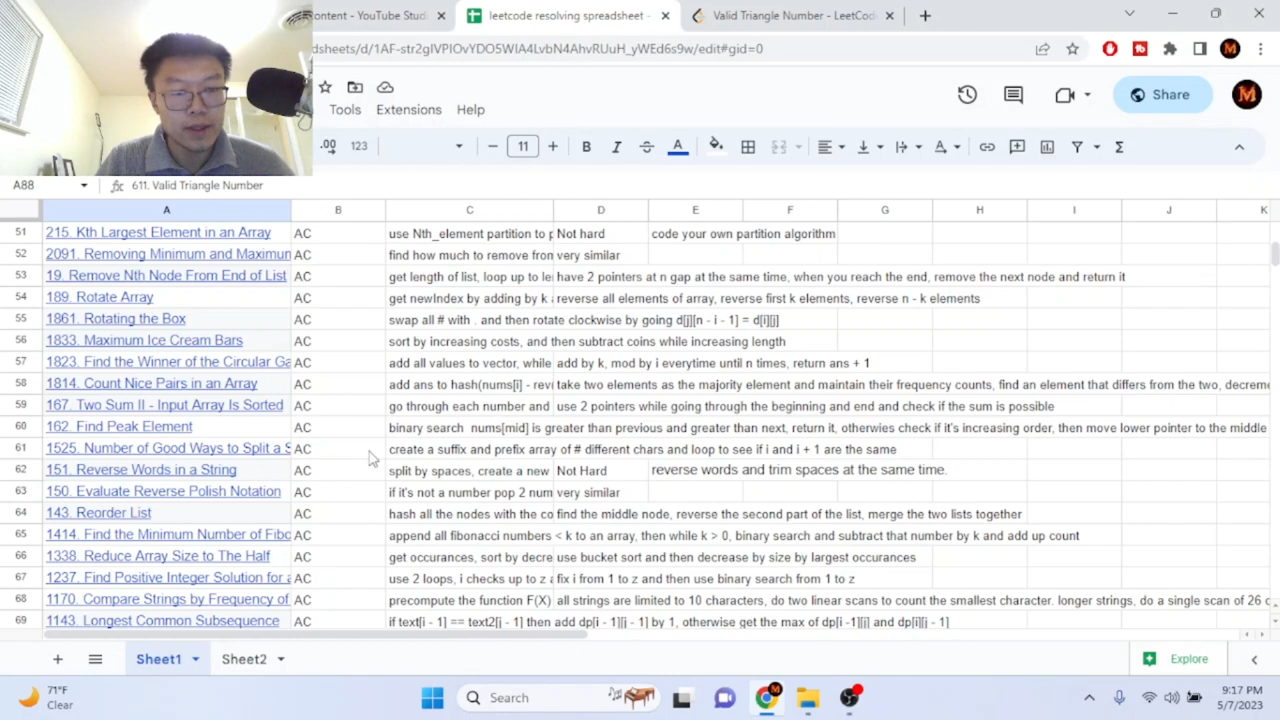 ontent - YouTube Studi
leetcode resolving spreadsheet -
Valid Triangle Number - LeetCod
dsheets/d/1AF-str2glVPIOvYDO5WIA4LvbN4AhvRUuH_yWEd6s9w/edit#gid=0
Tools Extensions Help
Share
.00 123 11
A88 611. Valid Triangle Number
A B C D E F G H I J K
51 215. Kth Largest Element in an Array AC use Nth_element partition to p Not hard code your own partition algorithm
52 2091. Removing Minimum and Maximun AC find how much to remove from very similar
53 19. Remove Nth Node From End of List AC get length of list, loop up to ler have 2 pointers at n gap at the same time, when you reach the end, remove the next node and return it
54 189. Rotate Array AC get newIndex by adding by k a reverse all elements of array, reverse first k elements, reverse n - k elements
55 1861. Rotating the Box AC swap all # with . and then rotate clockwise by going d[j][n - i - 1] = d[i][j]
56 1833. Maximum Ice Cream Bars AC sort by increasing costs, and then subtract coins while increasing length
57 1823. Find the Winner of the Circular Ga AC add all values to vector, while add by k, mod by i everytime until n times, return ans + 1
58 1814. Count Nice Pairs in an Array AC add ans to hash(nums[i] - rev take two elements as the majority element and maintain their frequency counts, find an element that differs from the two, decreme
59 167. Two Sum II - Input Array Is Sorted AC go through each number and use 2 pointers while going through the beginning and end and check if the sum is possible
60 162. Find Peak Element AC binary search nums[mid] is greater than previous and greater than next, return it, otherwies check if it's increasing order, then move lower pointer to the middle
61 1525. Number of Good Ways to Split a S AC create a suffix and prefix array of # different chars and loop to see if i and i + 1 are the same
62 151. Reverse Words in a String AC split by spaces, create a new Not Hard reverse words and trim spaces at the same time.
63 150. Evaluate Reverse Polish Notation AC if it's not a number pop 2 num very similar
64 143. Reorder List AC hash all the nodes with the co find the middle node, reverse the second part of the list, merge the two lists together
65 1414. Find the Minimum Number of Fibo AC append all fibonacci numbers < k to an array, then while k > 0, binary search and subtract that number by k and add up count
66 1338. Reduce Array Size to The Half AC get occurances, sort by decre use bucket sort and then decrease by size by largest occurances
67 1237. Find Positive Integer Solution for a AC use 2 loops, i checks up to z a fix i from 1 to z and then use binary search from 1 to z
68 1170. Compare Strings by Frequency of AC precompute the function F(X) all strings are limited to 10 characters, do two linear scans to count the smallest character. longer strings, do a single scan of 26 c
69 1143. Longest Common Subsequence AC if text[i - 1] == text2[j - 1] then add dp[i - 1][j - 1] by 1, otherwise get the max of dp[i -1][j] and dp[i][j - 1]
Sheet1 Sheet2 Explore
71°F
Clear
Search
9:17 PM
5/7/2023